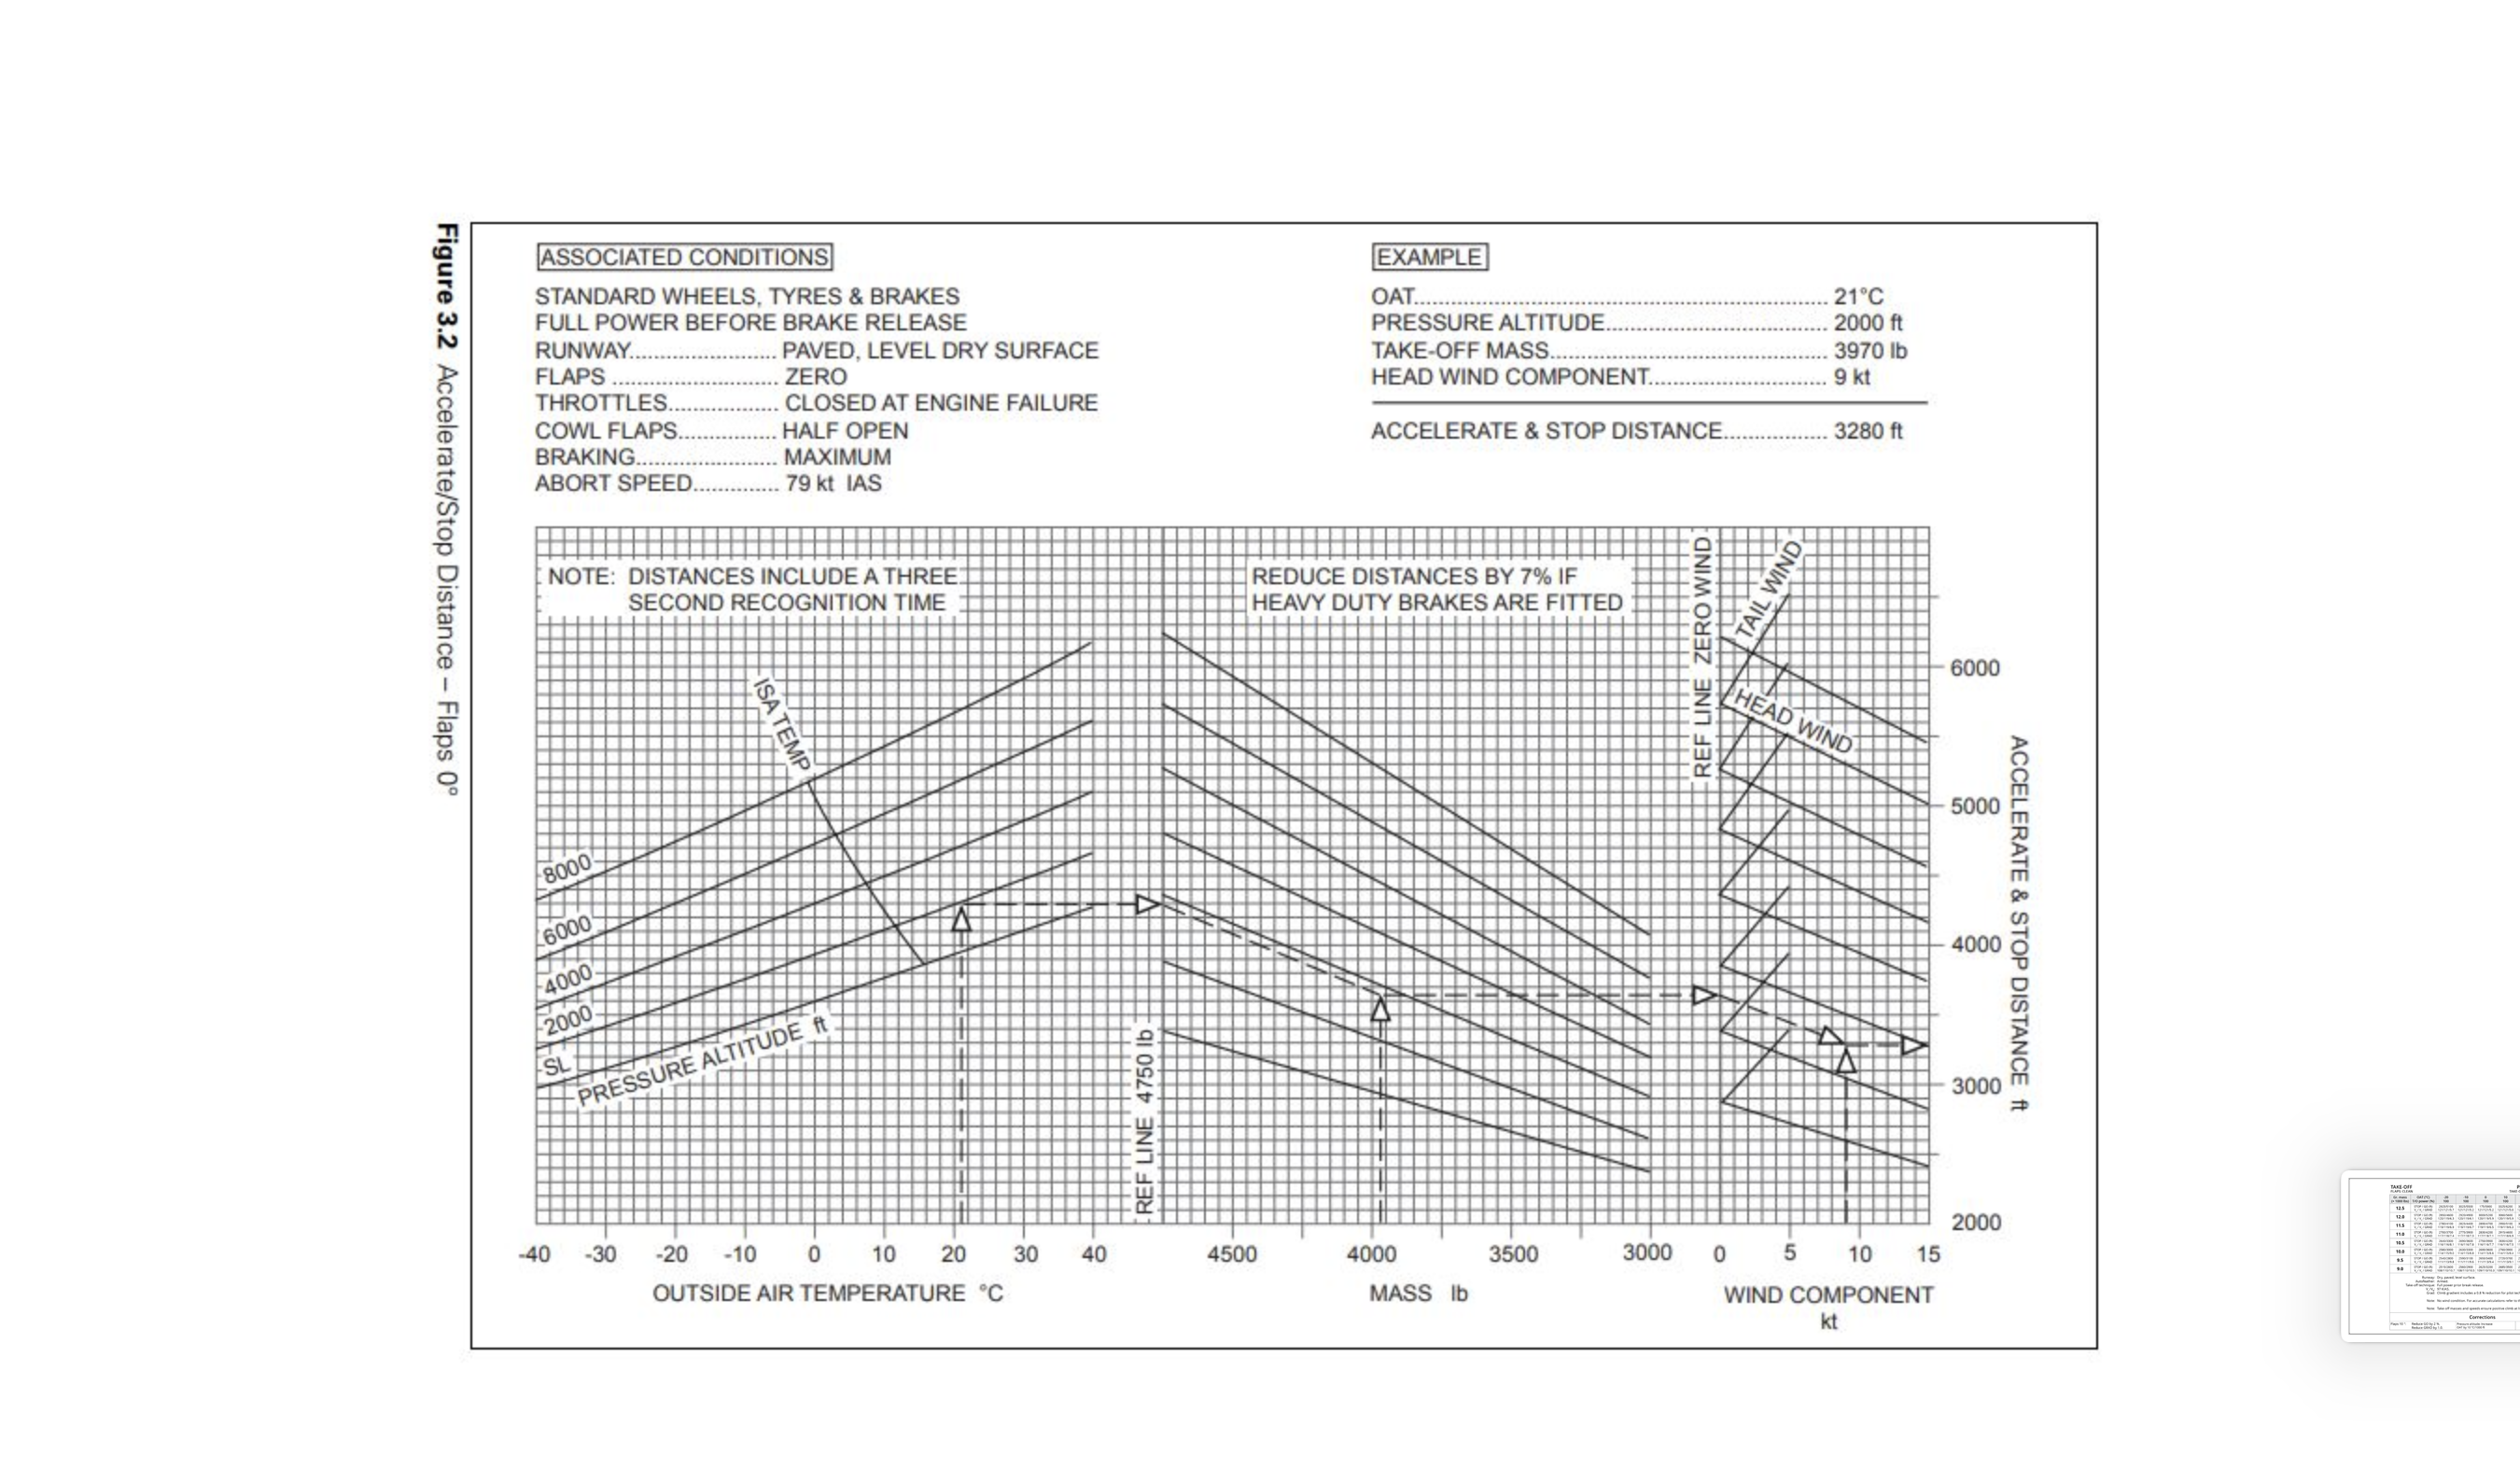 Figure 3.2 Accelerate/Stop Distance – Flaps 0°
ASSOCIATED CONDITIONS
STANDARD WHEELS, TYRES & BRAKES
FULL POWER BEFORE BRAKE RELEASE
RUNWAY........................ PAVED, LEVEL DRY SURFACE
FLAPS ........................... ZERO
THROTTLES.................. CLOSED AT ENGINE FAILURE
COWL FLAPS................ HALF OPEN
BRAKING....................... MAXIMUM
ABORT SPEED.............. 79 kt IAS
EXAMPLE
OAT.................................................................... 21°C
PRESSURE ALTITUDE.................................... 2000 ft
TAKE-OFF MASS............................................. 3970 lb
HEAD WIND COMPONENT............................. 9 kt
ACCELERATE & STOP DISTANCE................. 3280 ft
NOTE: DISTANCES INCLUDE A THREE
SECOND RECOGNITION TIME
REDUCE DISTANCES BY 7% IF
HEAVY DUTY BRAKES ARE FITTED
ISA TEMP
8000
6000
4000
2000
SL
PRESSURE ALTITUDE ft
REF LINE 4750 lb
REF LINE ZERO WIND
TAIL WIND
HEAD WIND
6000
5000
4000
3000
2000
ACCELERATE & STOP DISTANCE ft
-40 -30 -20 -10 0 10 20 30 40 4500 4000 3500 3000 0 5 10 15
OUTSIDE AIR TEMPERATURE °C
MASS lb
WIND COMPONENT
kt
TAKE-OFF
Corrections